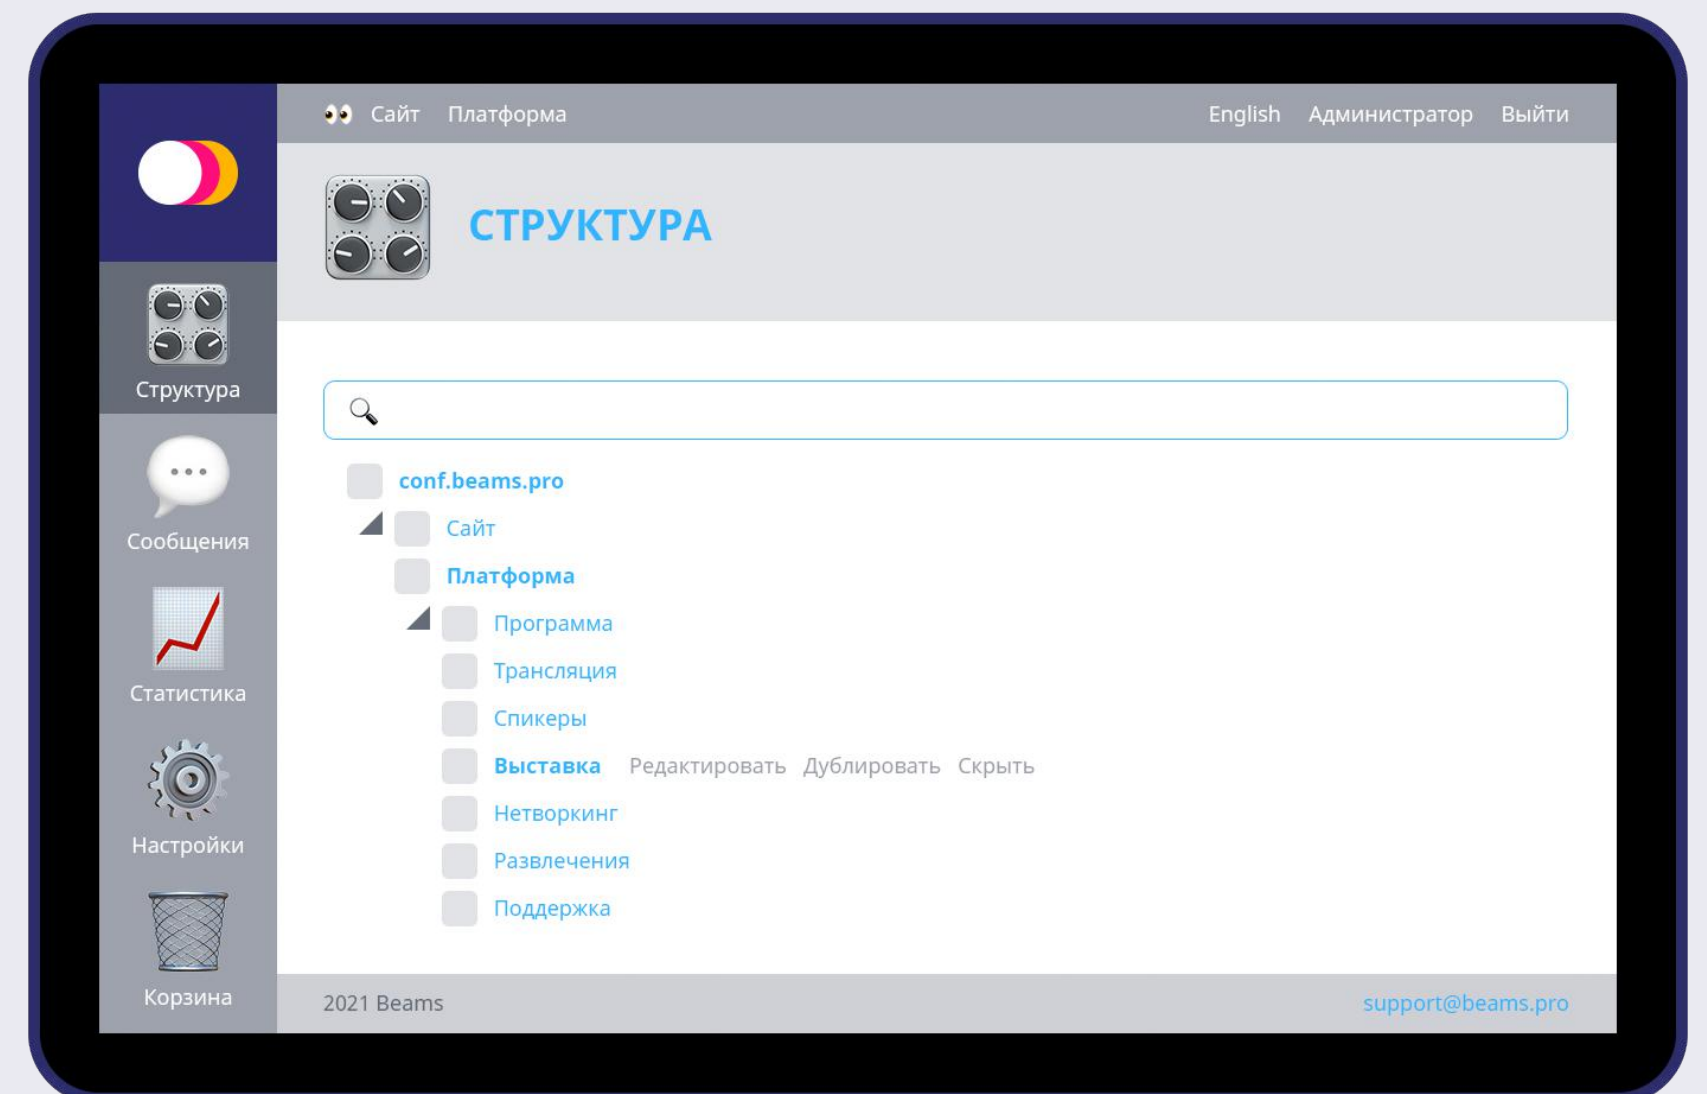 Сайт Платформа English Администратор Выйти
СТРУКТУРА
Структура
Сообщения
Статистика
Настройки
Корзина
conf.beams.pro
Сайт
Платформа
Программа
Трансляция
Спикеры
Выставка Редактировать Дублировать Скрыть
Нетворкинг
Развлечения
Поддержка
2021 Beams support@beams.pro